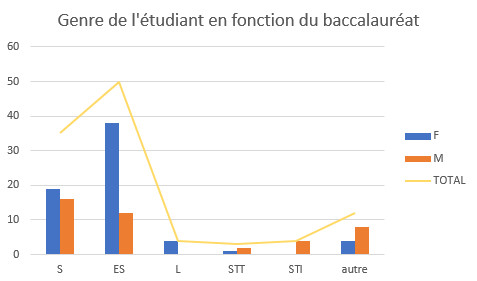 Genre de l'étudiant en fonction du baccalauréat
60
50
40
30
20
10
0
S ES L STT STI autre
F
M
TOTAL